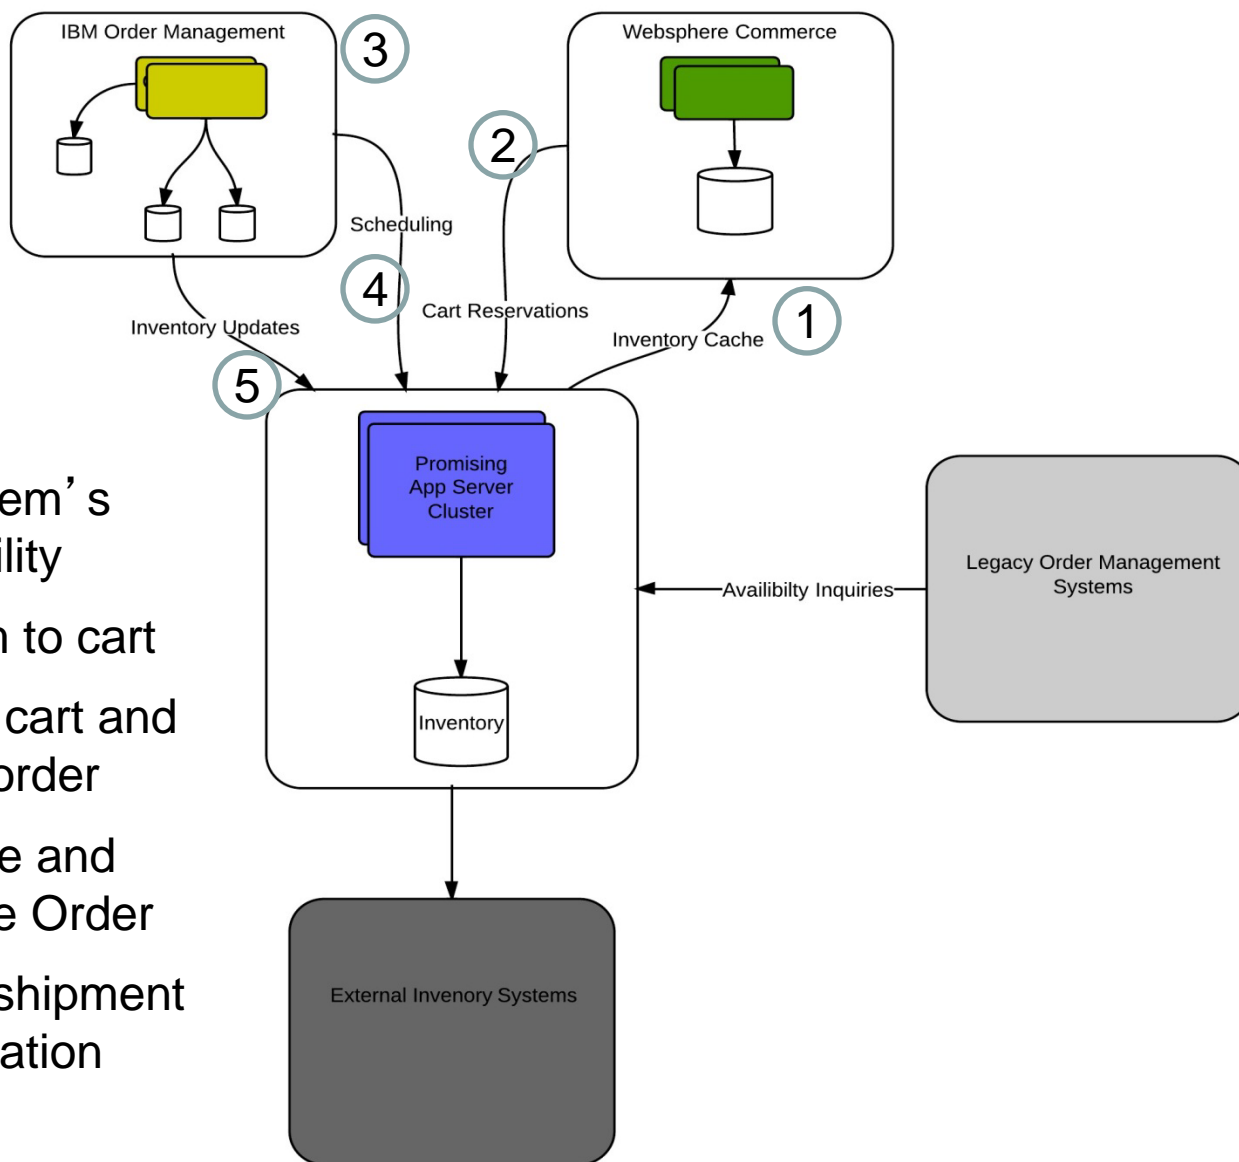 IBM Order Management
3
Websphere Commerce
2
Scheduling
4
Cart Reservations
1
Inventory Updates
Inventory Cache
5
Promising
App Server
Cluster
em’s
ility
Legacy Order Management
Systems
Availibilty Inquiries
n to cart
cart and
order
Inventory
e and
e Order
shipment
ation
External Invenory Systems